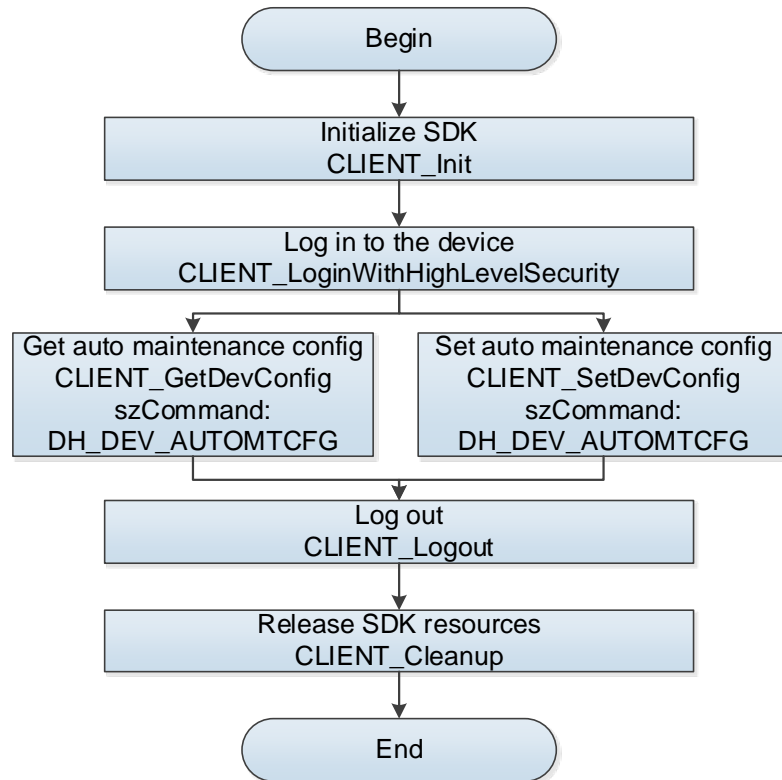 Begin
Initialize SDK
CLIENT_Init
Log in to the device
CLIENT_LoginWithHighLevelSecurity
Get auto maintenance config
CLIENT_GetDevConfig
szCommand:
DH_DEV_AUTOMTCFG
Set auto maintenance config
CLIENT_SetDevConfig
szCommand:
DH_DEV_AUTOMTCFG
Log out
CLIENT_Logout
Release SDK resources
CLIENT_Cleanup
End